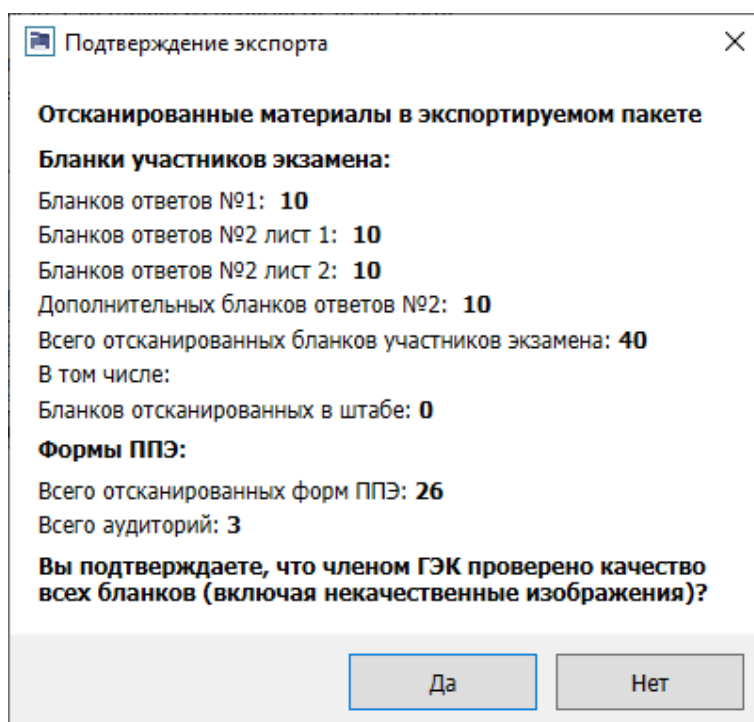 Подтверждение экспорта
Отсканированные материалы в экспортируемом пакете
Бланки участников экзамена:
Бланков ответов №1: 10
Бланков ответов №2 лист 1: 10
Бланков ответов №2 лист 2: 10
Дополнительных бланков ответов №2: 10
Всего отсканированных бланков участников экзамена: 40
В том числе:
Бланков отсканированных в штабе: 0
Формы ППЭ:
Всего отсканированных форм ППЭ: 26
Всего аудиторий: 3
Вы подтверждаете, что членом ГЭК проверено качество
всех бланков (включая некачественные изображения)?
Да Нет